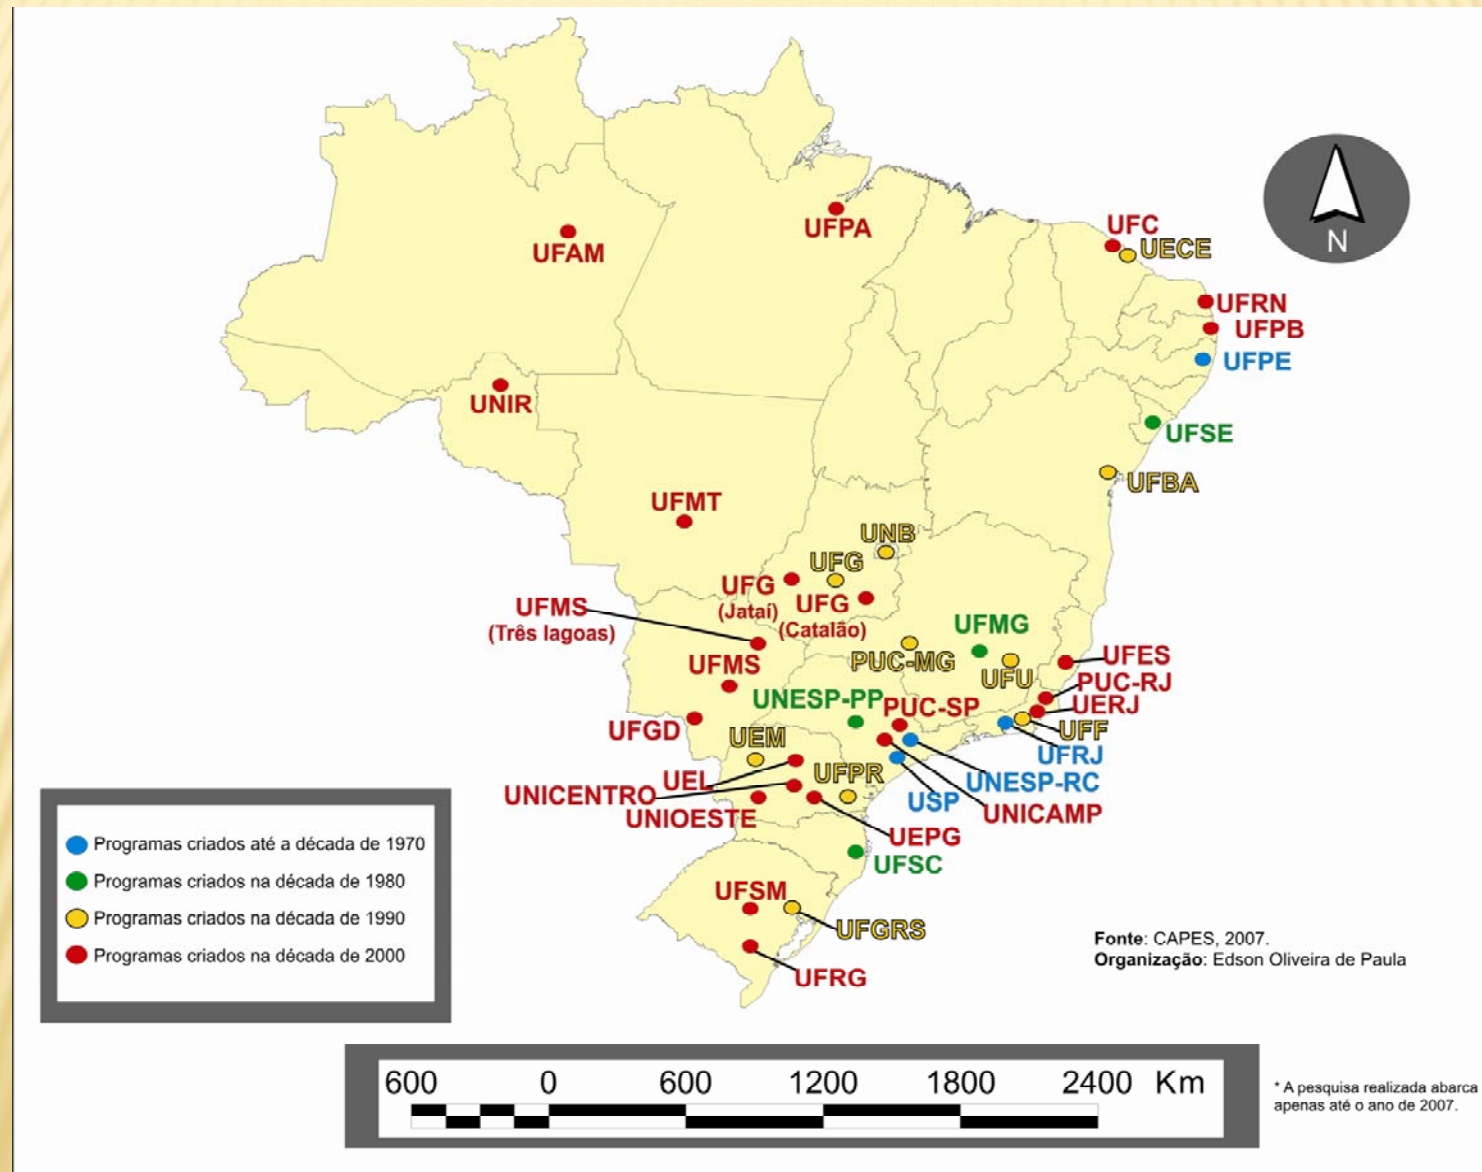 N
UFPA
UFAM
UFC
UECE
UFRN
UFPB
UFPE
UNIR
UFSE
UFBA
UFMT
UNB
UFG
UFG
(Jataí)
UFG
(Catalão)
UFMS
(Três lagoas)
UFMG
UFES
PUC-MG
UFU
UFMS
PUC-RJ
UNESP-PP
PUC-SP
UERJ
UFGD
UFF
UEM
UFRJ
UEL
UFPR
UNESP-RC
UNICENTRO
USP
UNICAMP
UNIOESTE
UEPG
UFSC
UFSM
UFGRS
UFRG
Programas criados até a década de 1970
Programas criados na década de 1980
Programas criados na década de 1990
Programas criados na década de 2000
Fonte: CAPES, 2007.
Organização: Edson Oliveira de Paula
600 0 600 1200 1800 2400 Km
* A pesquisa realizada abarca
apenas até o ano de 2007.